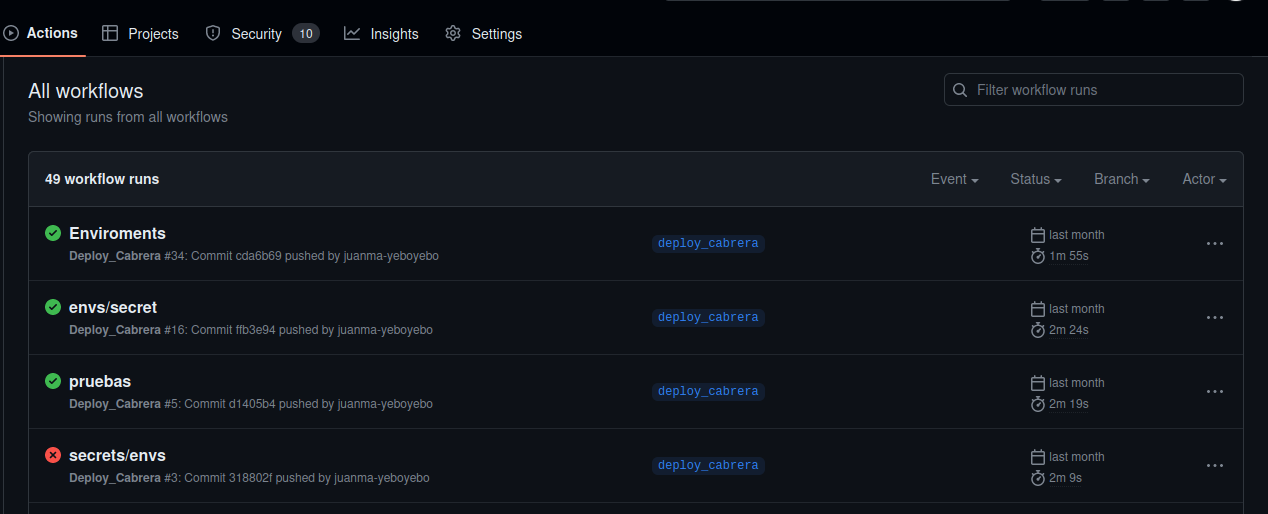 Actions Projects Security 10 Insights Settings
All workflows
Filter workflow runs
Showing runs from all workflows
49 workflow runs Event Status Branch Actor
Enviroments
Deploy_Cabrera #34: Commit cda6b69 pushed by juanma-yeboyebo
deploy_cabrera
last month
1m 55s
envs/secret
Deploy_Cabrera #16: Commit ffb3e94 pushed by juanma-yeboyebo
deploy_cabrera
last month
2m 24s
pruebas
Deploy_Cabrera #5: Commit d1405b4 pushed by juanma-yeboyebo
deploy_cabrera
last month
2m 19s
secrets/envs
Deploy_Cabrera #3: Commit 318802f pushed by juanma-yeboyebo
deploy_cabrera
last month
2m 9s